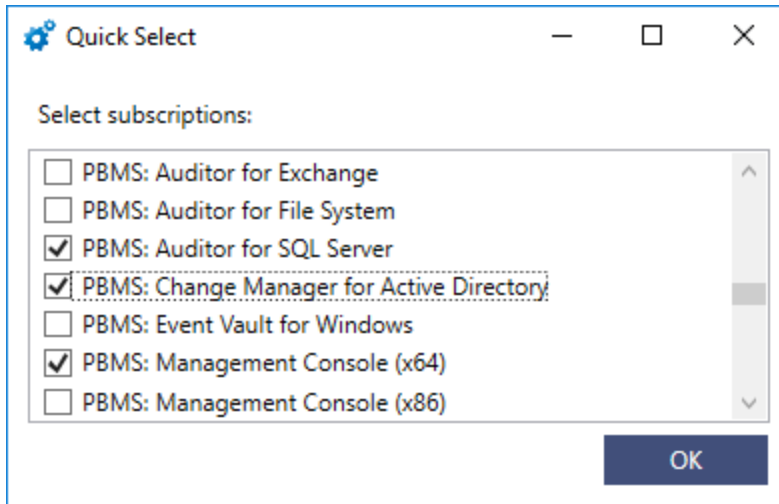 Quick Select
Select subscriptions:
PBMS: Auditor for Exchange
PBMS: Auditor for File System
PBMS: Auditor for SQL Server
PBMS: Change Manager for Active Directory
PBMS: Event Vault for Windows
PBMS: Management Console (x64)
PBMS: Management Console (x86)
OK